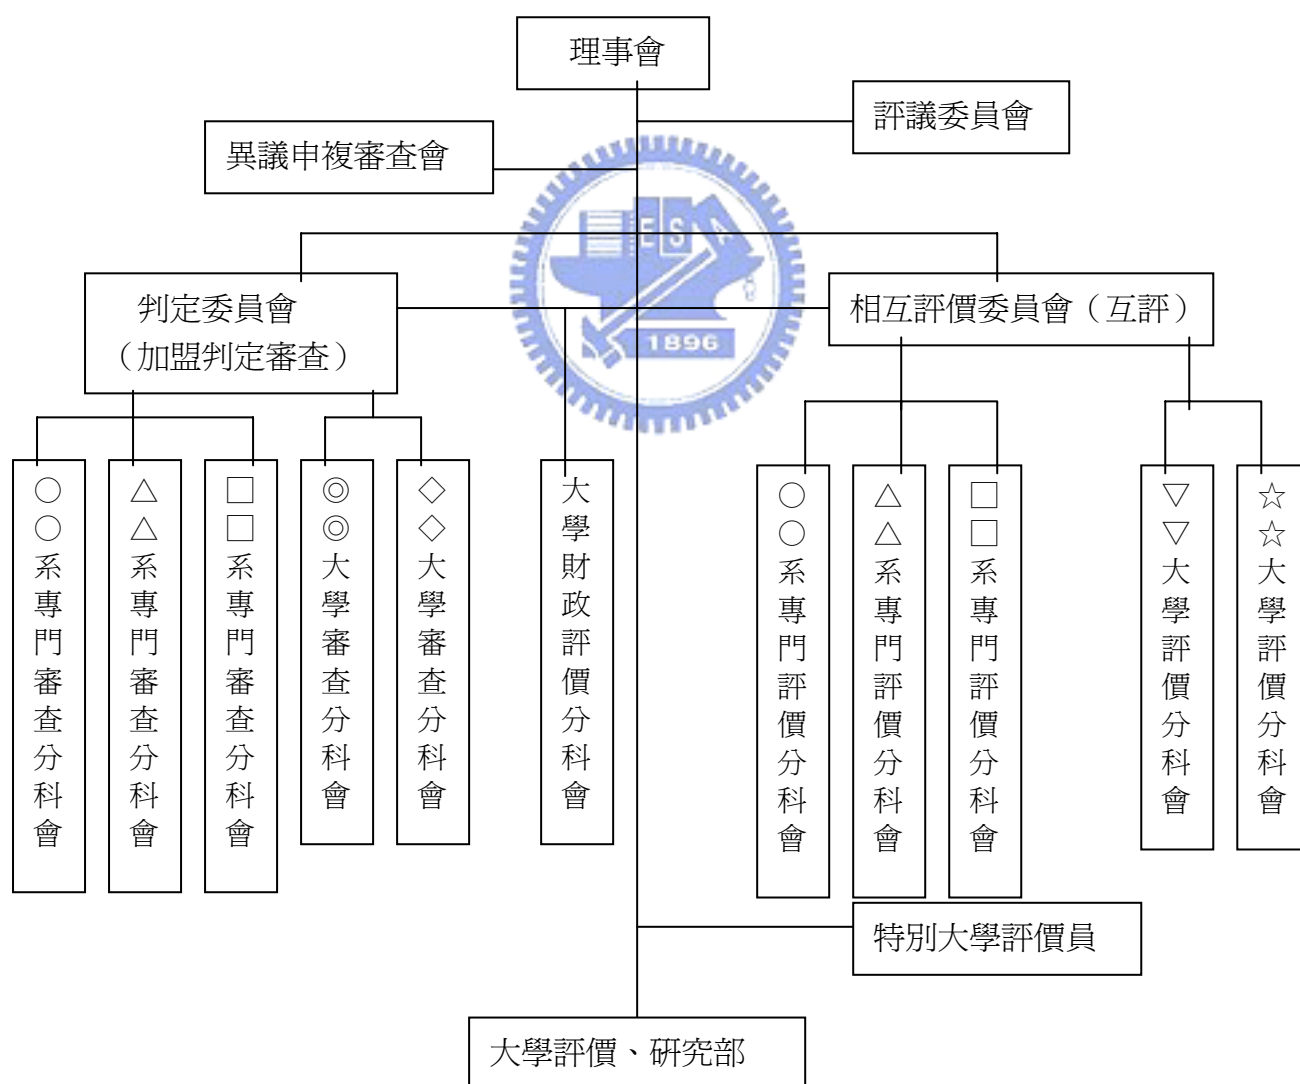 理事會
評議委員會
異議申複審查會
ES
1896
判定委員會
（加盟判定審查）
相互評價委員會（互評）
○○系專門審查分科會
△△系專門審查分科會
□□系專門審查分科會
◎◎大學審查分科會
◇◇大學審查分科會
大學財政評價分科會
○○系專門評價分科會
△△系專門評價分科會
□□系專門評價分科會
▽▽大學評價分科會
☆☆大學評價分科會
特別大學評價員
大學評價、研究部